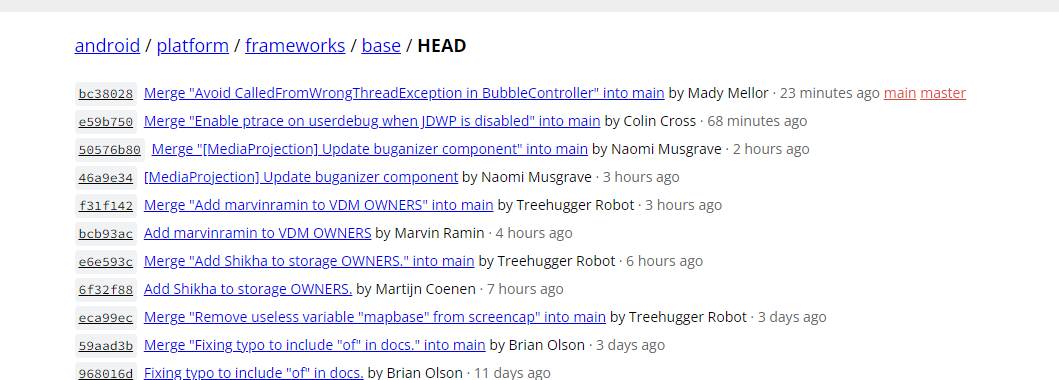 android / platform / frameworks / base / HEAD
bc38028 Merge "Avoid CalledFromWrongThreadException in BubbleController" into main by Mady Mellor · 23 minutes ago main master
e59b750 Merge "Enable ptrace on userdebug when JDWP is disabled" into main by Colin Cross · 68 minutes ago
50576b80 Merge "[MediaProjection] Update buganizer component" into main by Naomi Musgrave · 2 hours ago
46a9e34 [MediaProjection] Update buganizer component by Naomi Musgrave · 3 hours ago
f31f142 Merge "Add marvinramin to VDM OWNERS" into main by Treehugger Robot · 3 hours ago
bcb93ac Add marvinramin to VDM OWNERS by Marvin Ramin · 4 hours ago
e6e593c Merge "Add Shikha to storage OWNERS." into main by Treehugger Robot · 6 hours ago
6f32f88 Add Shikha to storage OWNERS. by Martijn Coenen · 7 hours ago
eca99ec Merge "Remove useless variable "mapbase" from screencap" into main by Treehugger Robot · 3 days ago
59aad3b Merge "Fixing typo to include "of" in docs." into main by Brian Olson · 3 days ago
968016d Fixing typo to include "of" in docs. by Brian Olson · 11 days ago